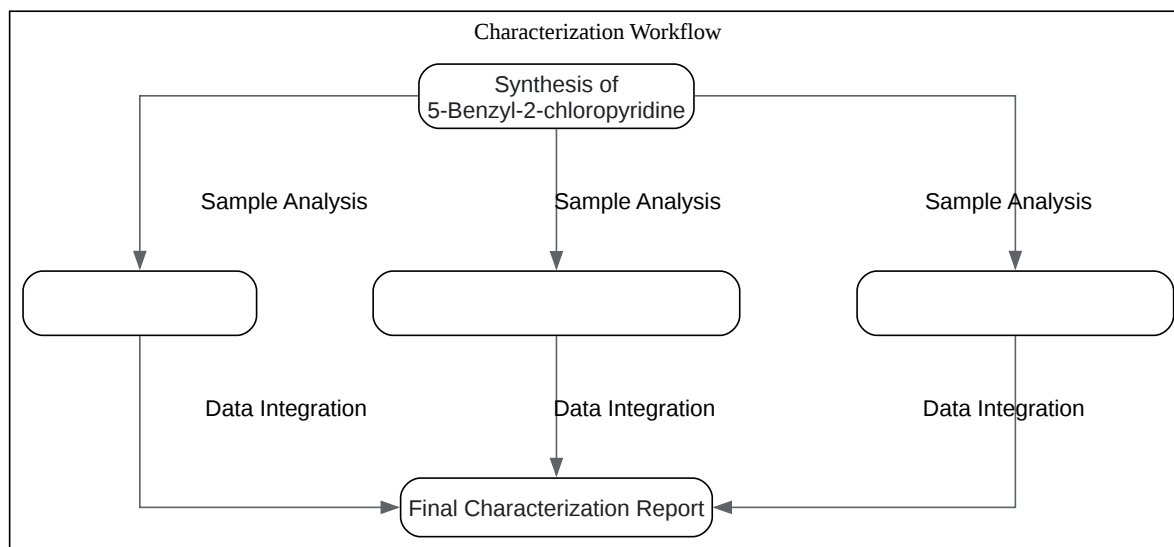 Characterization Workflow
Synthesis of
5-Benzyl-2-chloropyridine
Sample Analysis
Sample Analysis
Sample Analysis
Data Integration
Data Integration
Data Integration
Final Characterization Report